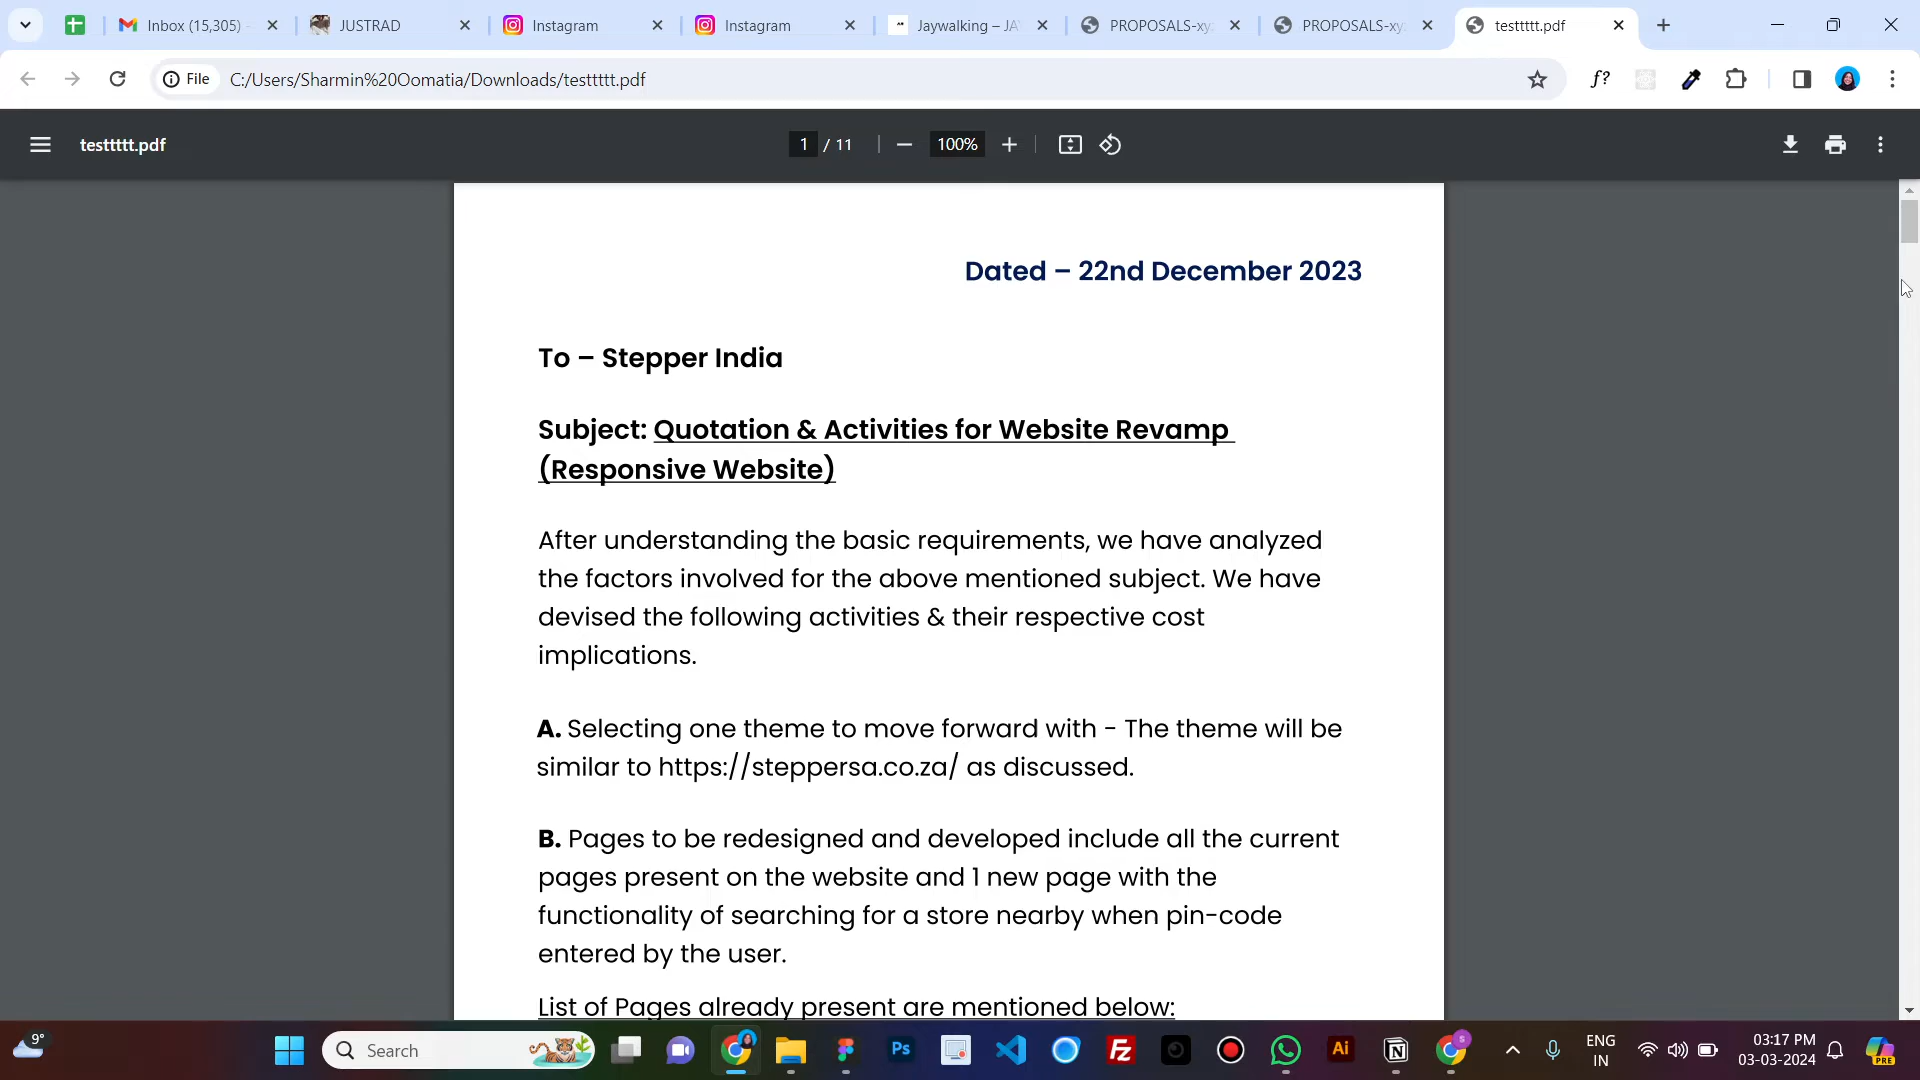 Inbox (15,305) -
JUSTRAD
Instagram
Instagram
Jaywalking – JA
PROPOSALS-xy
PROPOSALS-xy
testtttt.pdf
File
C:/Users/Sharmin%20Oomatia/Downloads/testtttt.pdf
f?
testtttt.pdf
1 / 11
100%
Dated – 22nd December 2023
To – Stepper India
Subject: Quotation & Activities for Website Revamp
(Responsive Website)
After understanding the basic requirements, we have analyzed
the factors involved for the above mentioned subject. We have
devised the following activities & their respective cost
implications.
A. Selecting one theme to move forward with - The theme will be
similar to https://steppersa.co.za/ as discussed.
B. Pages to be redesigned and developed include all the current
pages present on the website and 1 new page with the
functionality of searching for a store nearby when pin-code
entered by the user.
List of Pages already present are mentioned below:
9°
Search
Ps
Fz
Ai
N
S
ENG
IN
03:17 PM
03-03-2024
PRE